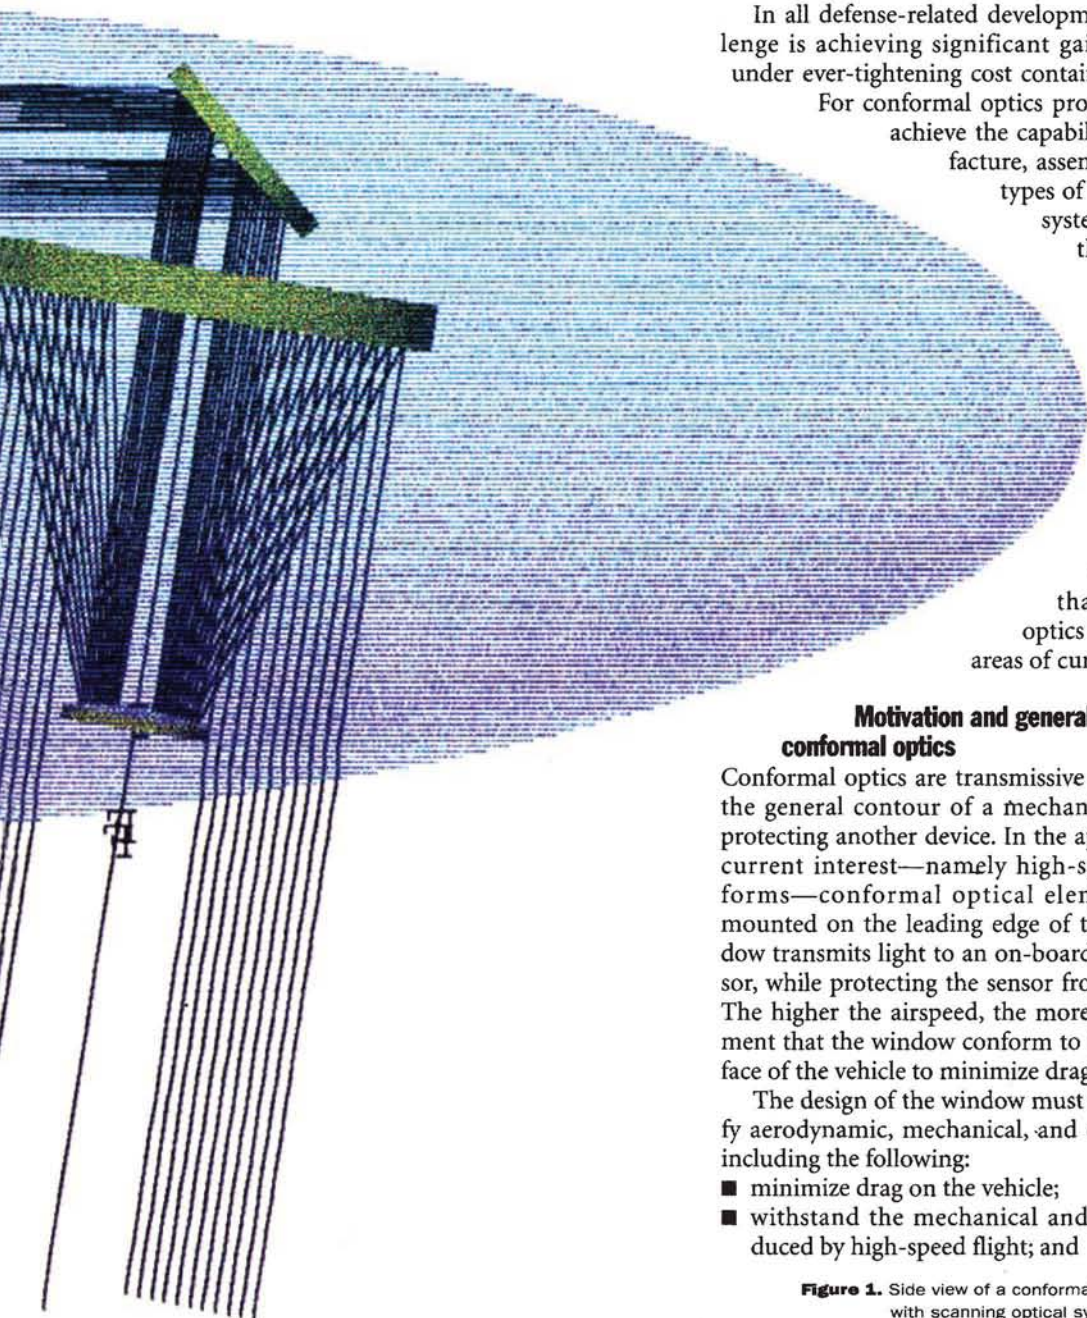 In all defense-related developm
lenge is achieving significant gai
under ever-tightening cost contai
For conformal optics pro
achieve the capabil
facture, assen
types of
syste
tl
tha
optics
areas of cur
Motivation and general
conformal optics
Conformal optics are transmissive
the general contour of a mechan
protecting another device. In the a
current interest—namely high-s
forms—conformal optical elen
mounted on the leading edge of t
dow transmits light to an on-board
sor, while protecting the sensor fro
The higher the airspeed, the more
ment that the window conform to
face of the vehicle to minimize drag
The design of the window must
fy aerodynamic, mechanical, and
including the following:
■ minimize drag on the vehicle;
■ withstand the mechanical and
duced by high-speed flight; and
Figure 1. Side view of a conforma
with scanning optical sy